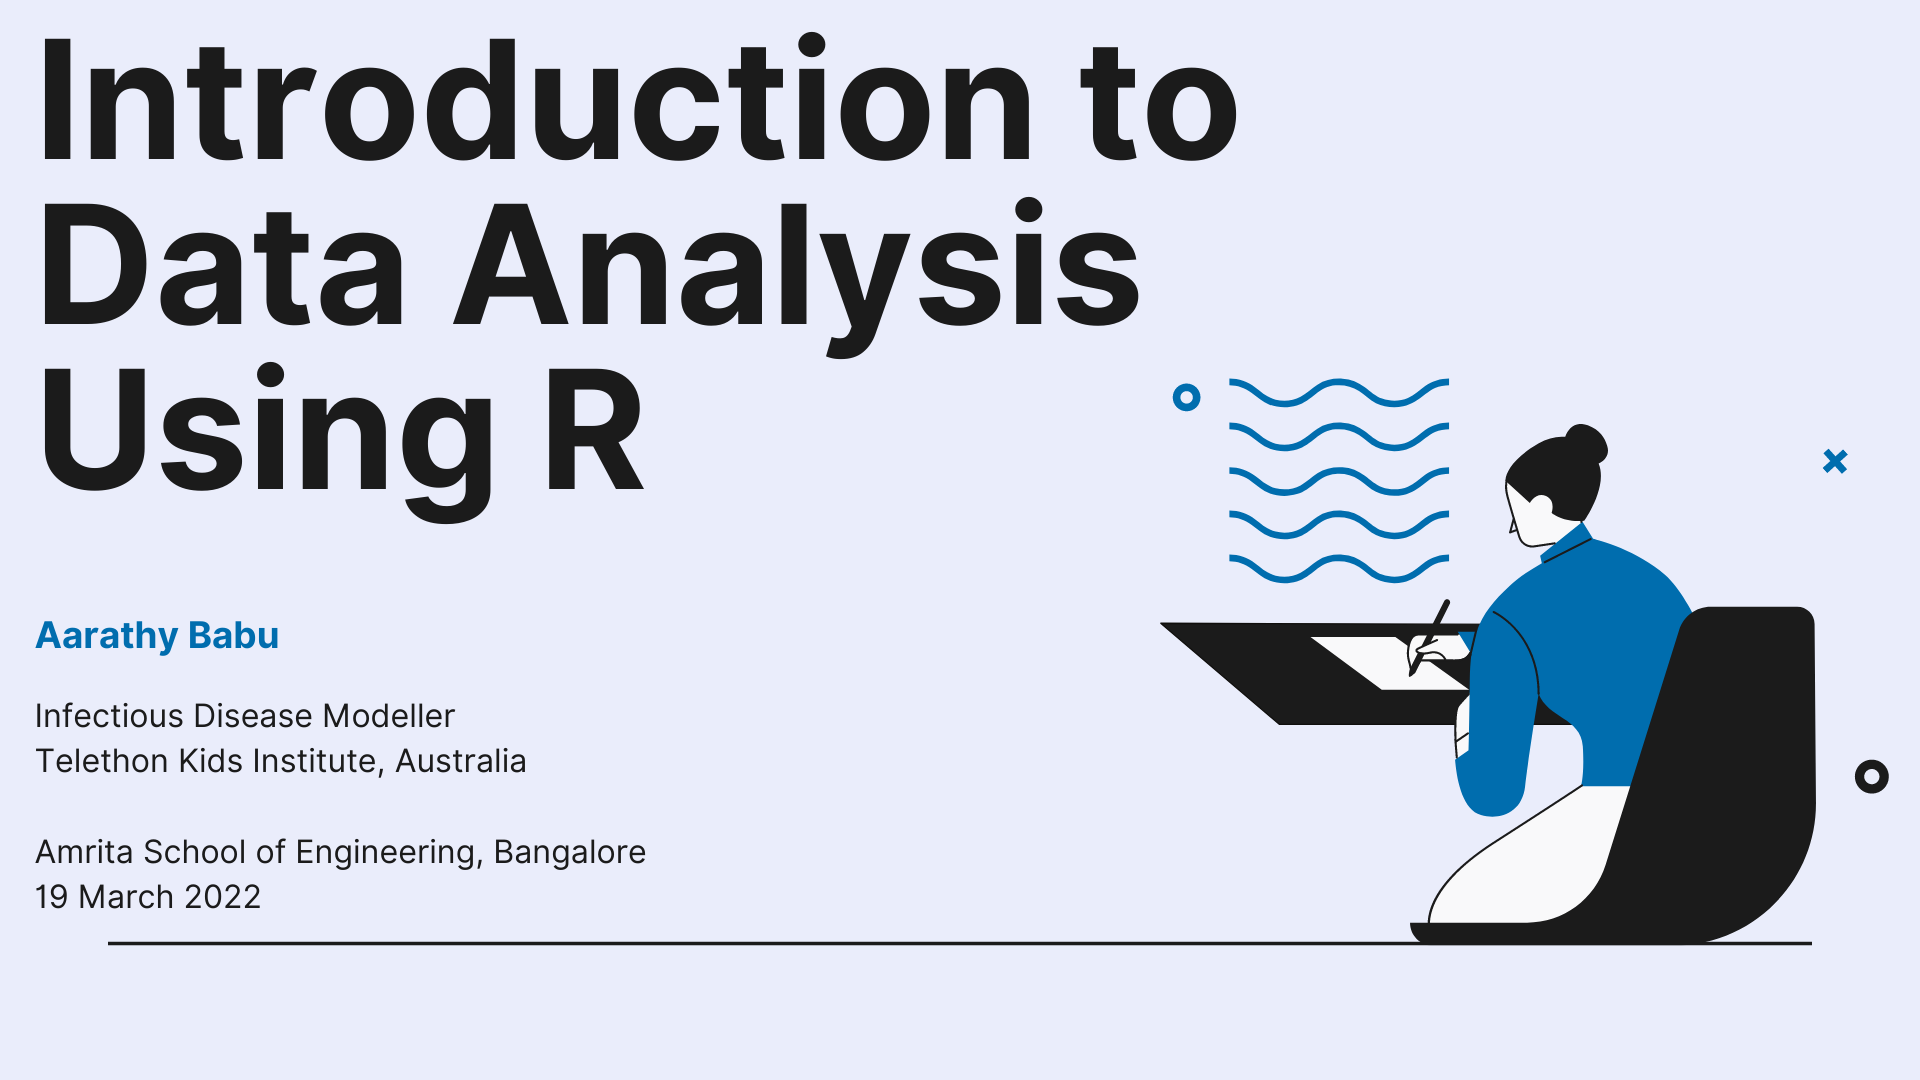 Introduction to
Data Analysis
Using R
Aarathy Babu
Infectious Disease Modeller
Telethon Kids Institute, Australia
Amrita School of Engineering, Bangalore
19 March 2022